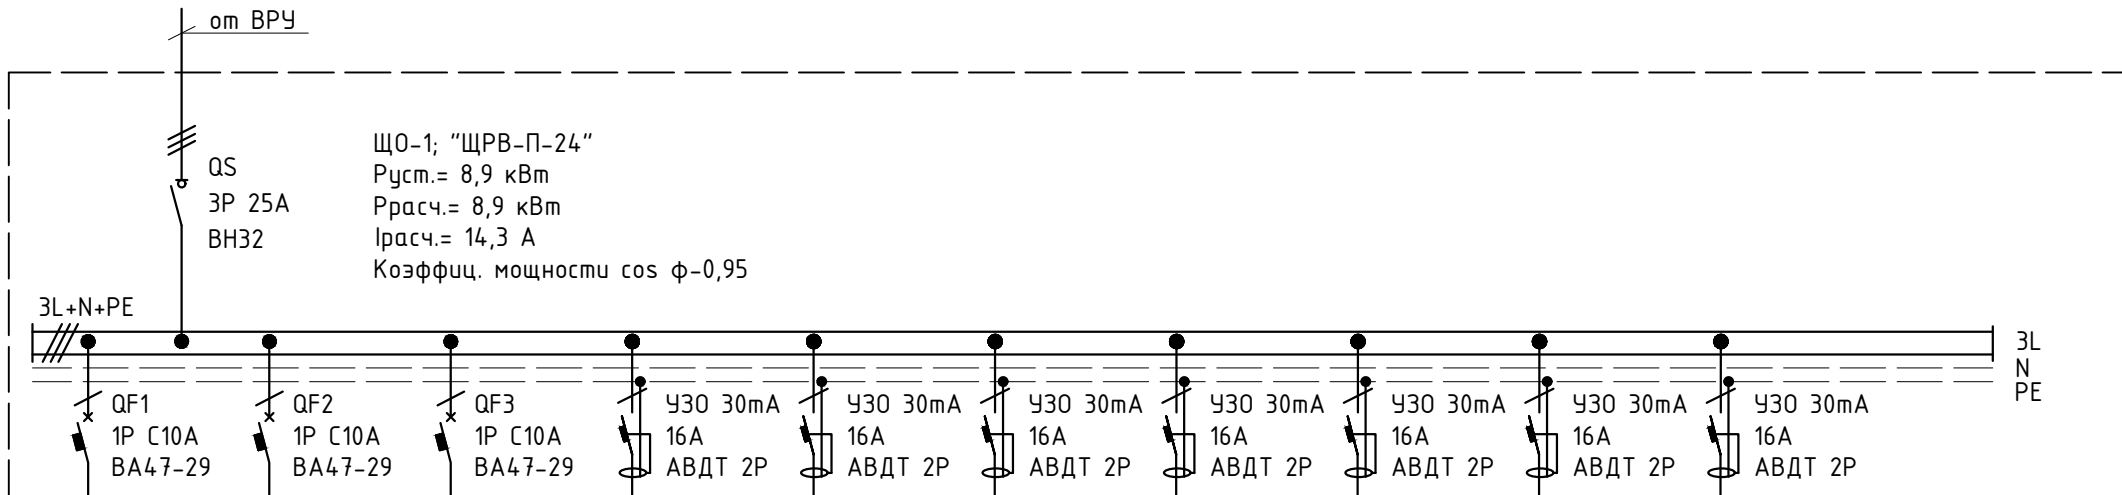 от ВРУ
ЩО-1; "ЩРВ-П-24"
Руст.= 8,9 кВт
Ррасч.= 8,9 кВт
Iрасч.= 14,3 А
Коэффиц. мощности cos ф-0,95
QS
3Р 25А
ВН32
3L+N+PE
3L
N
PE
QF1
1Р С10А
ВА47-29
QF2
1Р С10А
ВА47-29
QF3
1Р С10А
ВА47-29
УЗО 30mA
16А
АВДТ 2Р
УЗО 30mA
16А
АВДТ 2Р
УЗО 30mA
16А
АВДТ 2Р
УЗО 30mA
16А
АВДТ 2Р
УЗО 30mA
16А
АВДТ 2Р
УЗО 30mA
16А
АВДТ 2Р
УЗО 30mA
16А
АВДТ 2Р